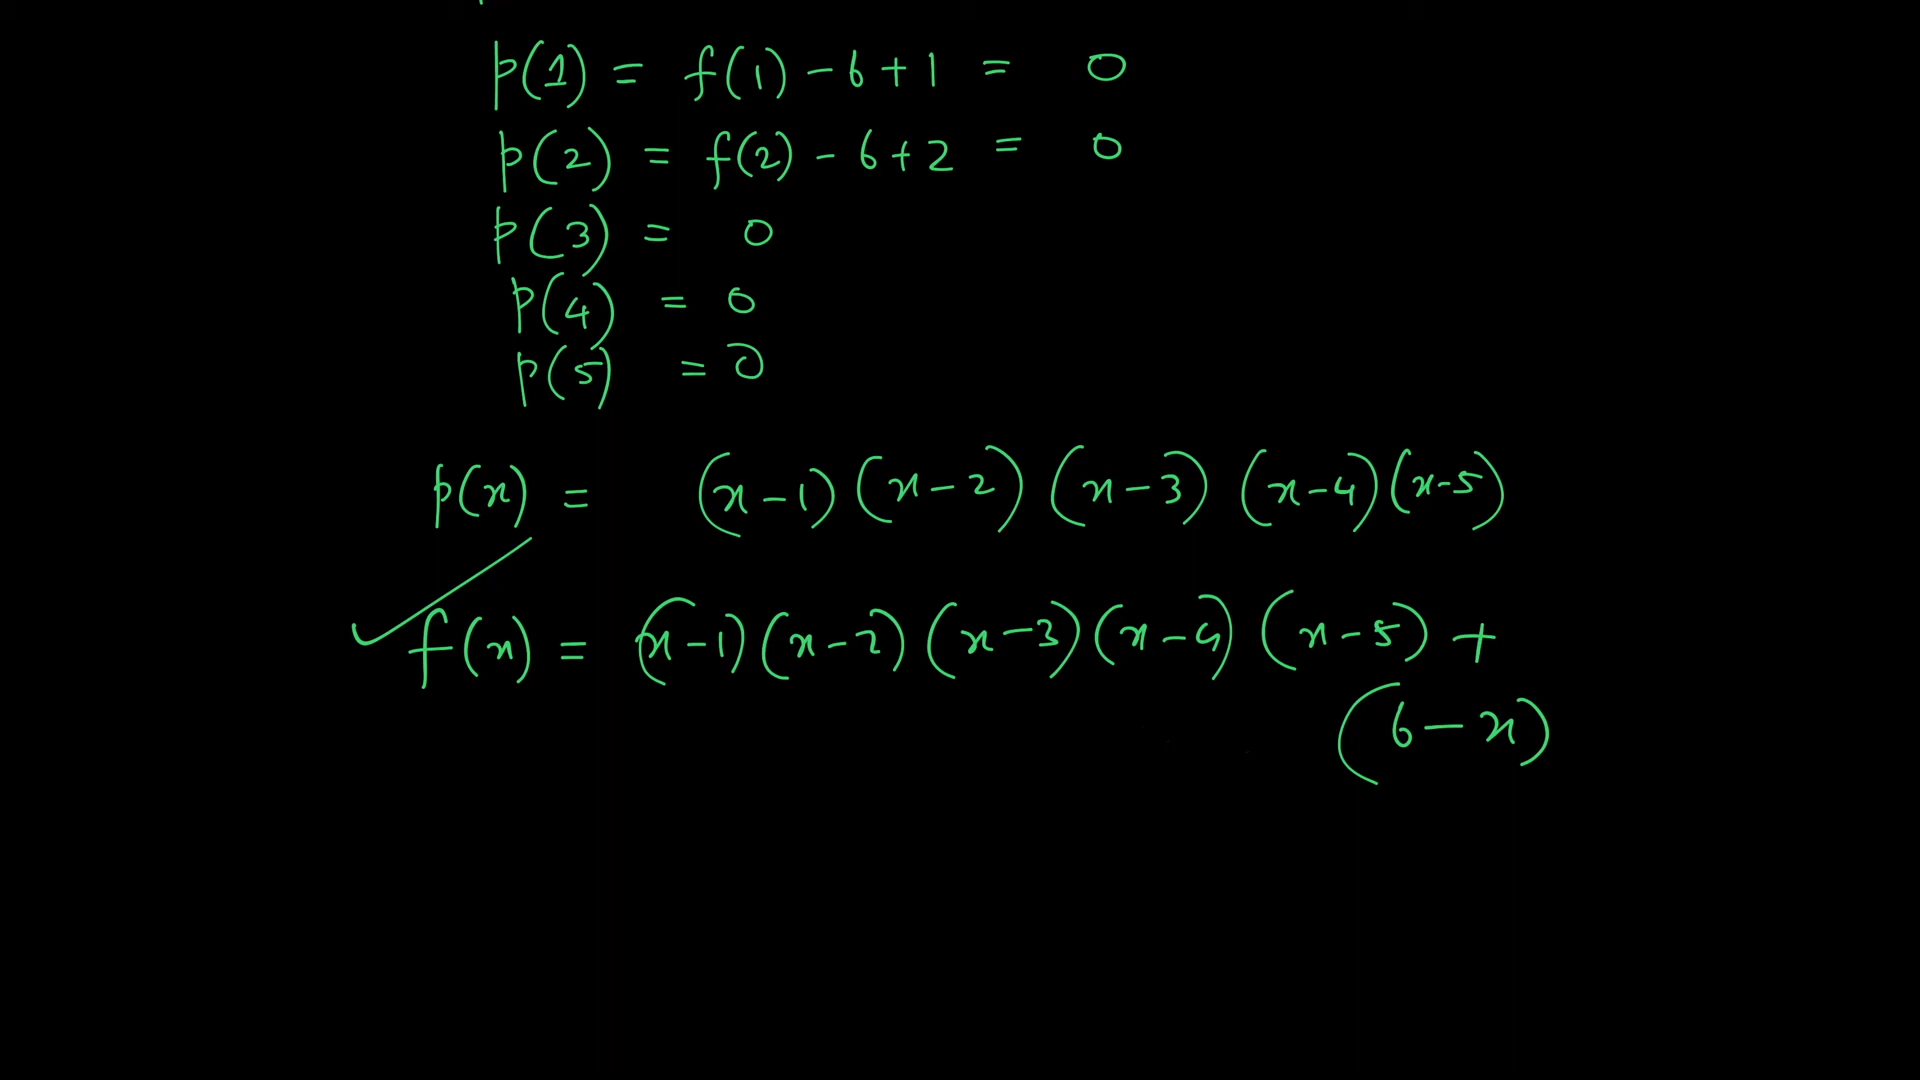 p(1) = f(1) - 6 + 1 = 0
p(2) = f(2) - 6 + 2 = 0
p(3) = 0
p(4) = 0
p(5) = 0
p(x) = (x-1)(x-2)(x-3)(x-4)(x-5)
f(x) = (x-1)(x-2)(x-3)(x-4)(x-5) +
(6-x)